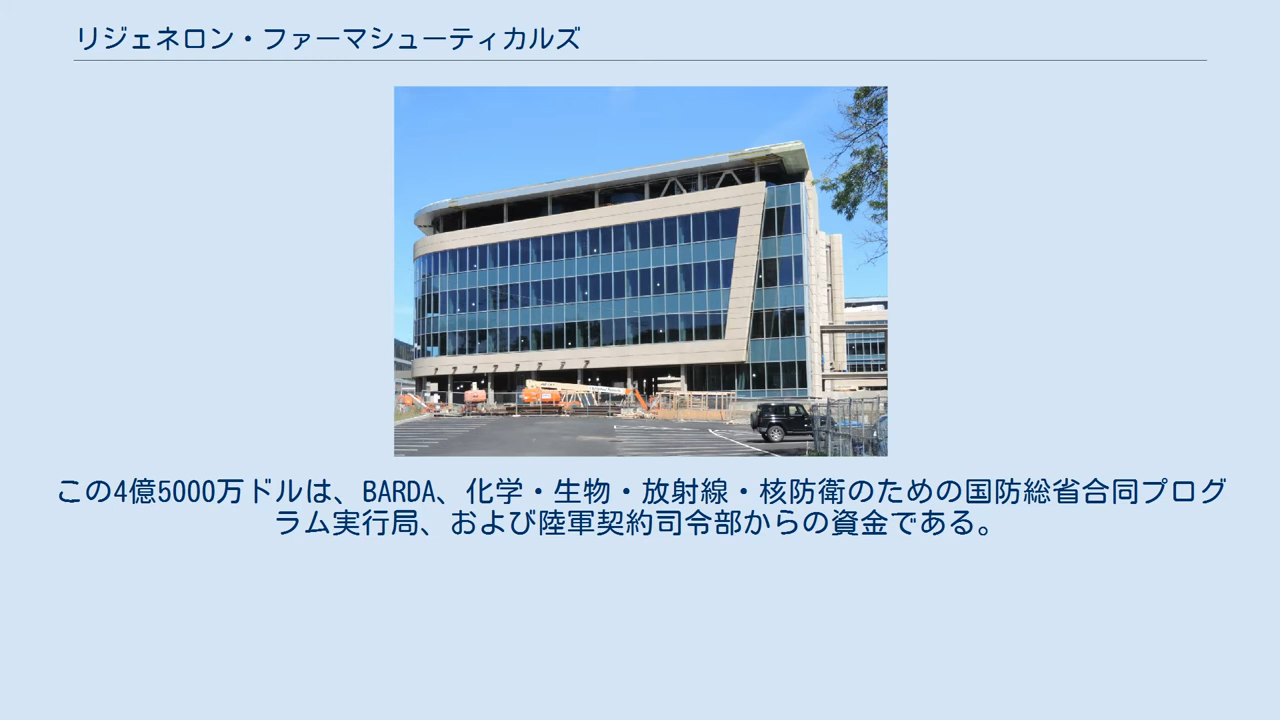 リジェネロン・ファーマシューティカルズ
この4億5000万ドルは、BARDA、化学・生物・放射線・核防衛のための国防総省合同プログ
ラム実行局、および陸軍契約司令部からの資金である。